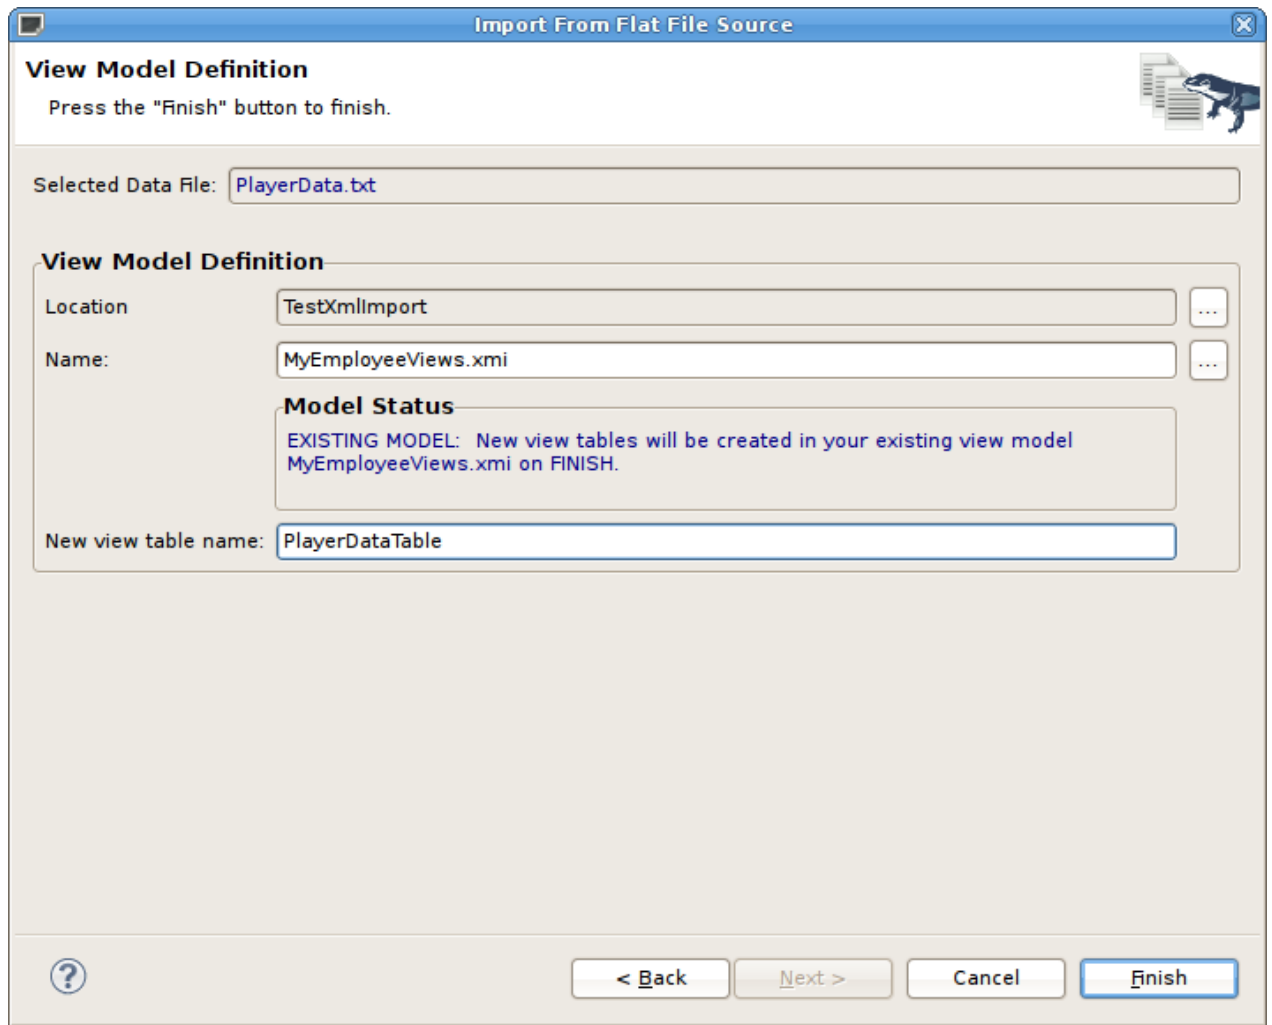 Import From Flat File Source
View Model Definition
Press the "Finish" button to finish.
Selected Data File: PlayerData.txt
View Model Definition
Location TestXmlImport ...
Name: MyEmployeeViews.xmi ...
Model Status
EXISTING MODEL:  New view tables will be created in your existing view model
MyEmployeeViews.xmi on FINISH.
New view table name: PlayerDataTable
? < Back Next > Cancel Finish